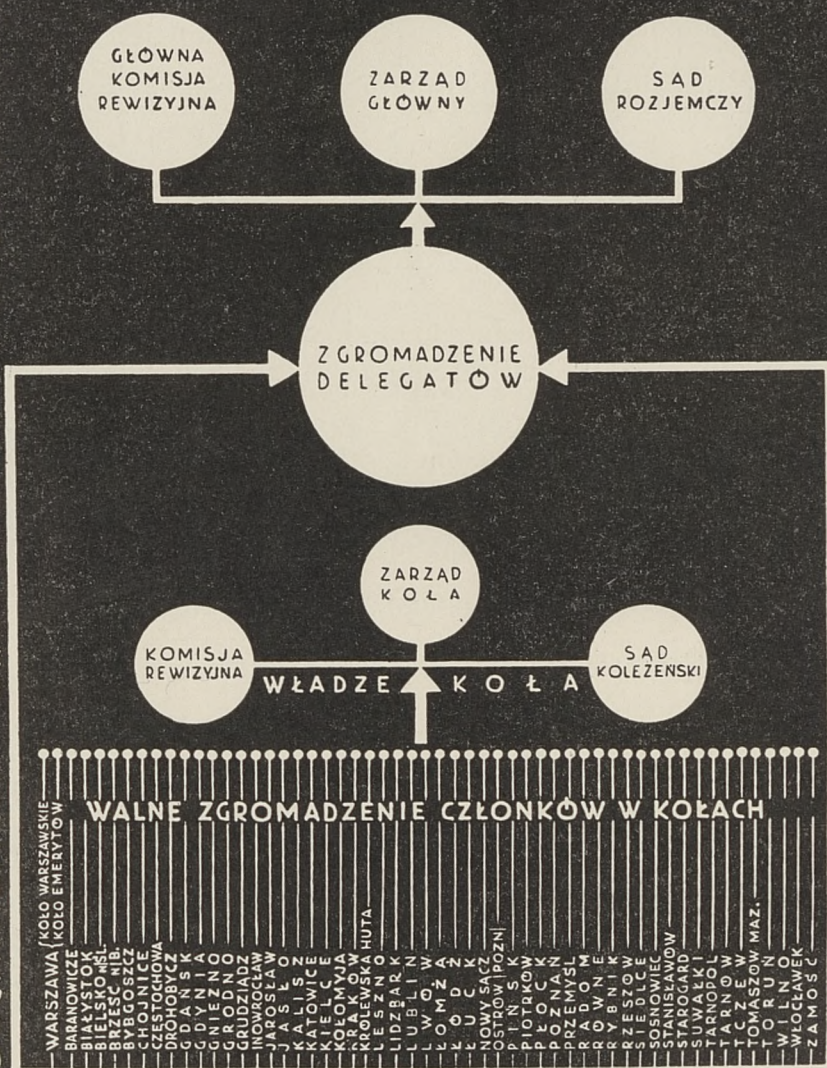 GŁÓWNA
KOMISJA
REWIZYJNA
ZARZĄD
GŁÓWNY
SĄD
ROZJEMCZY
ZGROMADZENIE
DELEGATÓW
ZARZĄD
KOŁA
KOMISJA
REWIZYJNA
SĄD
KOLEŻEŃSKI
WŁADZE KOŁA
WALNE ZGROMADZENIE CZŁONKÓW W KOŁACH
WARSZAWA {KOŁO WARSZAWSKIE
KOŁO EMERYTÓW
BARANOWICZE
BIAŁYSTOK
BIELSKO n/ŚL.
BRZEŚĆ n/B.
BYDGOSZCZ
CHOJNICE
CZĘSTOCHOWA
DROHOBYCZ
GDAŃSK
GDYNIA
GNIEZNO
GRODNO
GRUDZIĄDZ
INOWROCŁAW
JAROSŁAW
JASŁO
KALISZ
KATOWICE
KIELCE
KOŁOMYJA
KRAKÓW
KRÓLEWSKA HUTA
LESZNO
LIDZBARK
LUBLIN
LWÓW
ŁOMŻA
ŁÓDŹ
ŁUCK
NOWY SĄCZ
OSTRÓW (POZN)
PIŃSK
PIOTRKÓW
PŁOCK
POZNAŃ
PRZEMYŚL
RADOM
RÓWNE
RYBNIK
RZESZÓW
SIEDLCE
SOSNOWIEC
STANISŁAWÓW
STAROGARD
SUWAŁKI
TARNOPOL
TARNÓW
TCZEW
TOMASZÓW MAZ.
TORUŃ
WILNO
WŁOCŁAWEK
ZAMOŚĆ